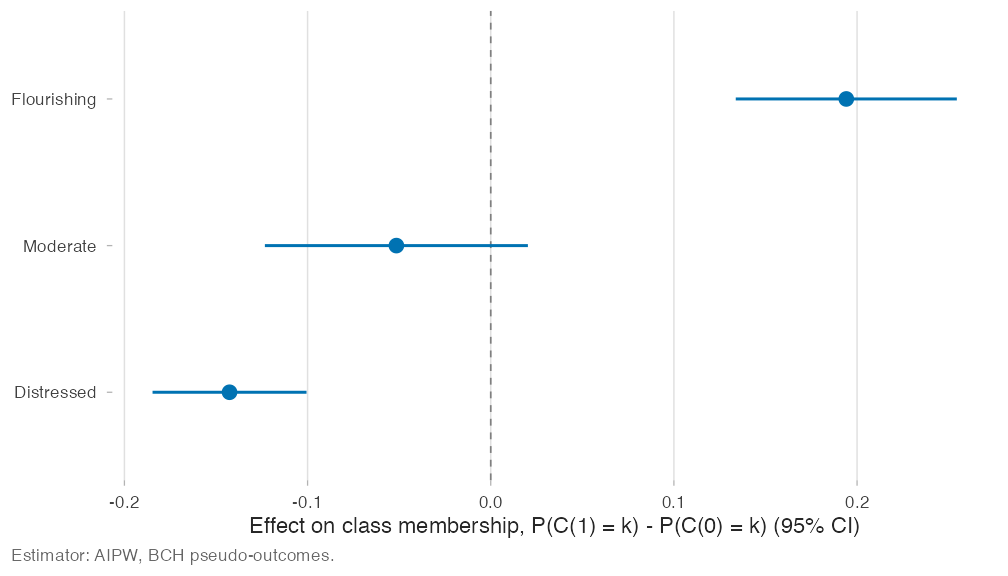 Flourishing
Moderate
Distressed
-0.2 -0.1 0.0 0.1 0.2
Effect on class membership, P(C(1) = k) - P(C(0) = k) (95% CI)
Estimator: AIPW, BCH pseudo-outcomes.